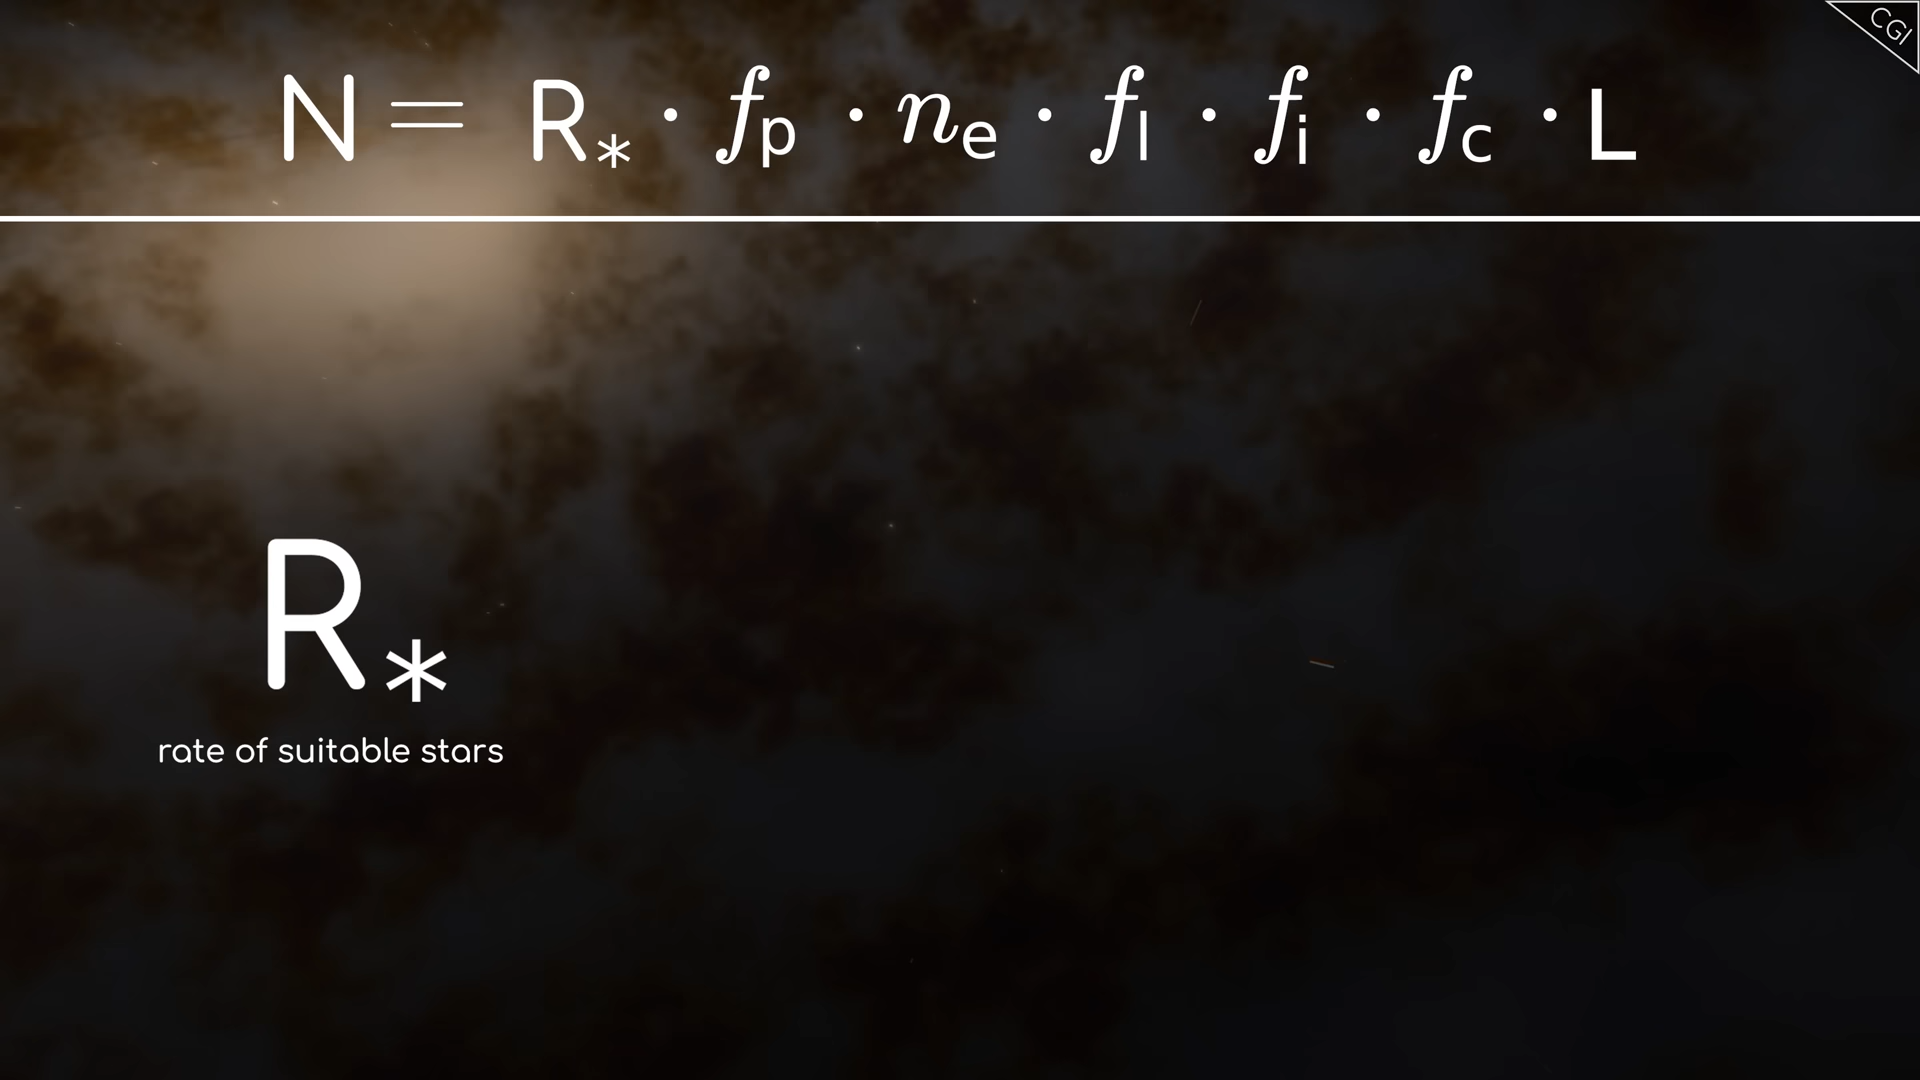 N = R* · fp · ne · fl · fi · fc · L
CGI
R*
rate of suitable stars